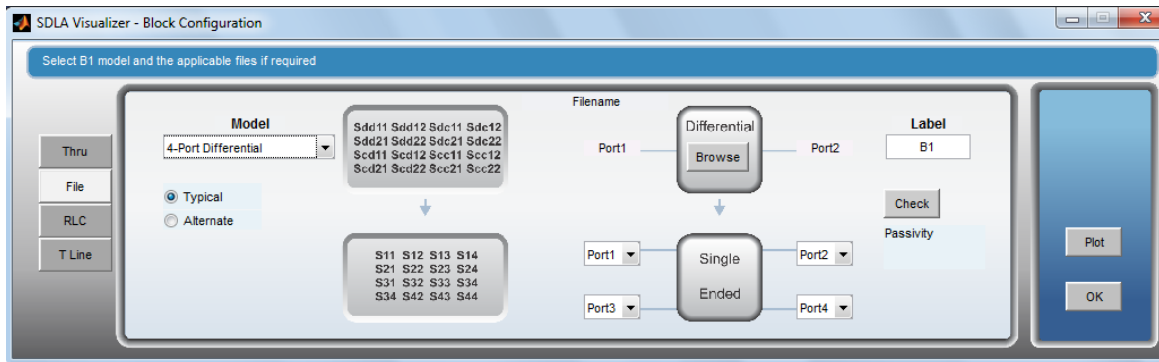 SDLA Visualizer - Block Configuration
Select B1 model and the applicable files if required
Thru
File
RLC
T Line
Model
4-Port Differential
Typical
Alternate
Sdd11 Sdd12 Sdc11 Sdc12
Sdd21 Sdd22 Sdc21 Sdc22
Scd11 Scd12 Scc11 Scc12
Scd21 Scd22 Scc21 Scc22
S11 S12 S13 S14
S21 S22 S23 S24
S31 S32 S33 S34
S34 S42 S43 S44
Filename
Port1
Differential
Browse
Port2
Port1
Port2
Single
Ended
Port3
Port4
Label
B1
Check
Passivity
Plot
OK